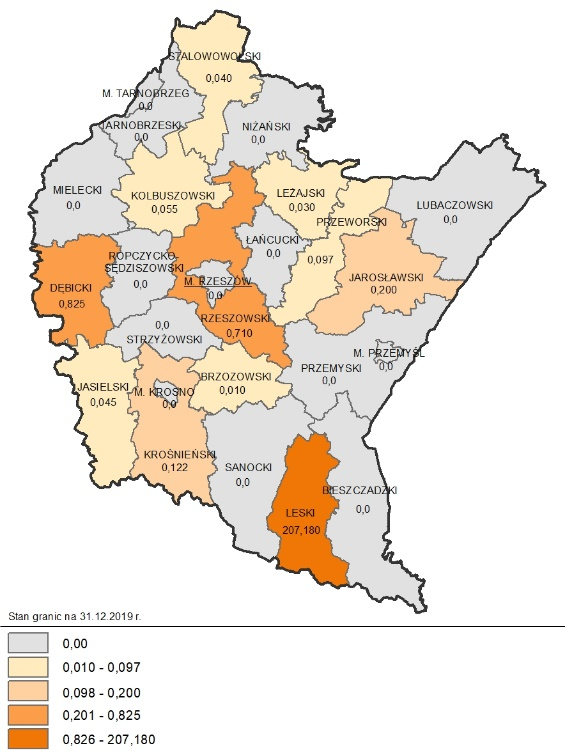 STALOWOWOLSKI
0,040
M. TARNOBRZEG
0,0
TARNOBRZESKI
0,0
NIŻAŃSKI
0,0
MIELECKI
0,0
KOLBUSZOWSKI
0,055
LEŻAJSKI
0,030
PRZEWORSKI
0,097
LUBACZOWSKI
0,0
ŁAŃCUCKI
0,0
ROPCZYCKO-
SĘDZISZOWSKI
0,0
JAROSŁAWSKI
0,200
DĘBICKI
0,825
M. RZESZÓW
0,0
RZESZOWSKI
0,710
0,0
STRZYŻOWSKI
M. PRZEMYŚL
0,0
PRZEMYSKI
0,0
JASIELSKI
0,045
M. KROSNO
0,0
BRZOZOWSKI
0,010
KROŚNIEŃSKI
0,122
SANOCKI
0,0
BIESZCZADZKI
0,0
LESKI
207,180
Stan granic na 31.12.2019 r.
0,00
0,010 - 0,097
0,098 - 0,200
0,201 - 0,825
0,826 - 207,180